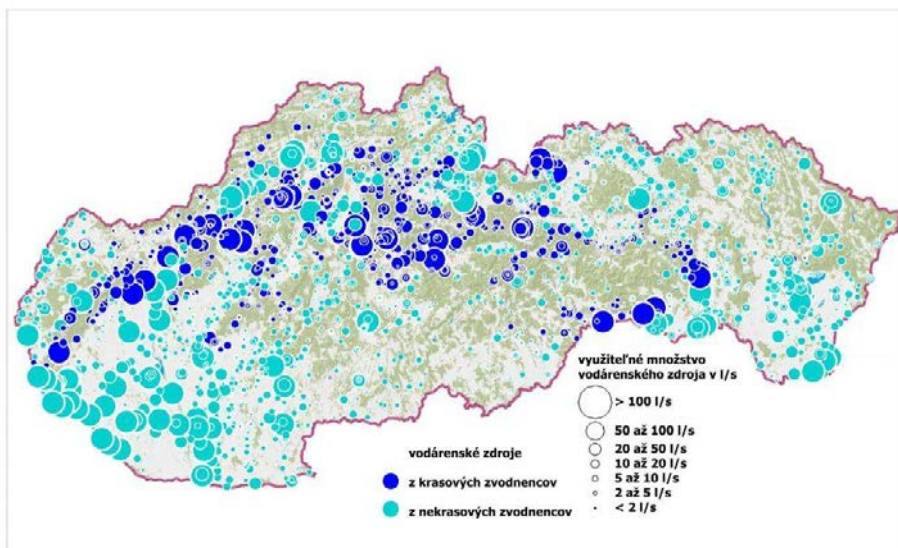 využiteľné množstvo
vodárenského zdroja v l/s
> 100 l/s
50 až 100 l/s
20 až 50 l/s
10 až 20 l/s
5 až 10 l/s
2 až 5 l/s
< 2 l/s
vodárenské zdroje
z krasových zvodnencov
z nekrasových zvodnencov